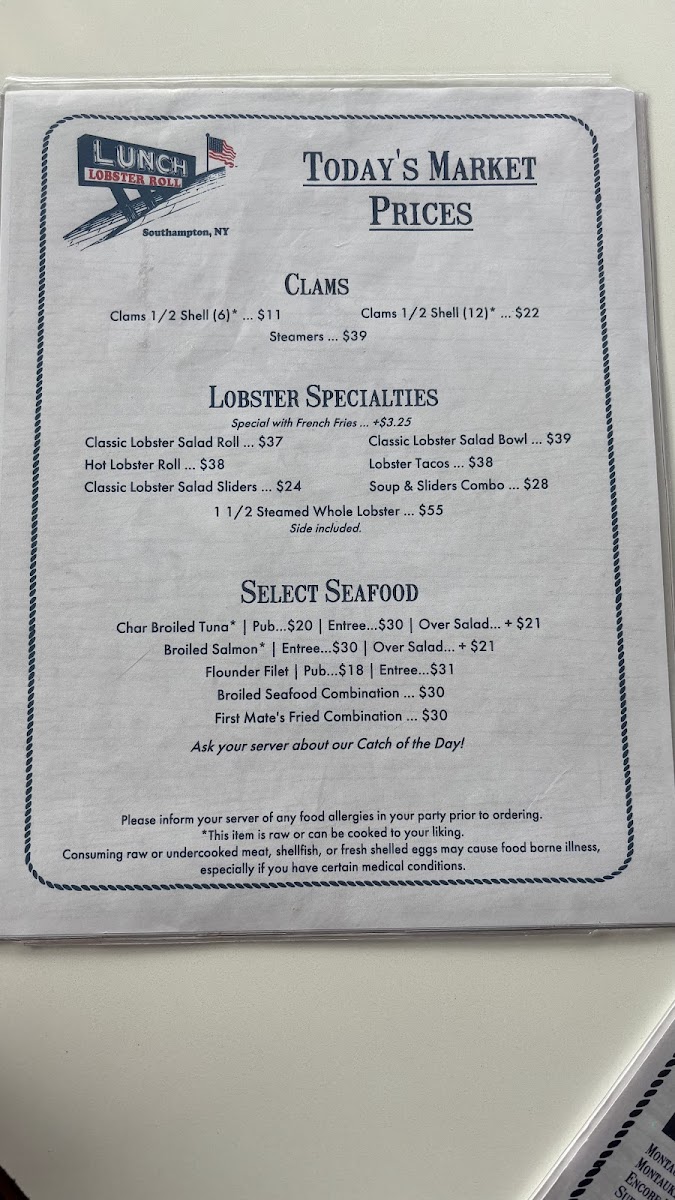 LUNCH
LOBSTER ROLL
Southampton, NY
TODAY'S MARKET
PRICES
CLAMS
Clams 1/2 Shell (6)* ... $11 Clams 1/2 Shell (12)* ... $22
Steamers ... $39
LOBSTER SPECIALTIES
Special with French Fries ... +$3.25
Classic Lobster Salad Roll ... $37 Classic Lobster Salad Bowl ... $39
Hot Lobster Roll ... $38 Lobster Tacos ... $38
Classic Lobster Salad Sliders ... $24 Soup & Sliders Combo ... $28
1 1/2 Steamed Whole Lobster ... $55
Side included.
SELECT SEAFOOD
Char Broiled Tuna* | Pub...$20 | Entree...$30 | Over Salad... + $21
Broiled Salmon* | Entree...$30 | Over Salad... + $21
Flounder Filet | Pub...$18 | Entree...$31
Broiled Seafood Combination ... $30
First Mate's Fried Combination ... $30
Ask your server about our Catch of the Day!
Please inform your server of any food allergies in your party prior to ordering.
*This item is raw or can be cooked to your liking.
Consuming raw or undercooked meat, shellfish, or fresh shelled eggs may cause food borne illness,
especially if you have certain medical conditions.